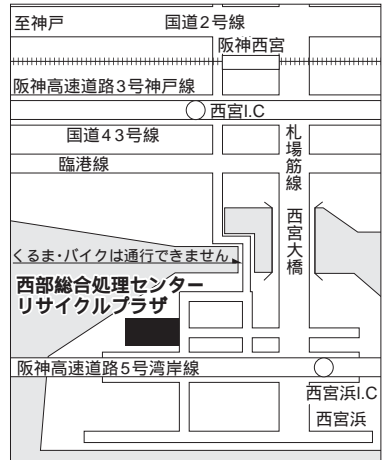 至神戸
国道2号線
阪神西宮
阪神高速道路3号神戸線
西宮I.C
国道43号線
札場筋線
臨港線
西宮大橋
くるま・バイクは通行できません
西部総合処理センター
リサイクルプラザ
阪神高速道路5号湾岸線
西宮浜I.C
西宮浜